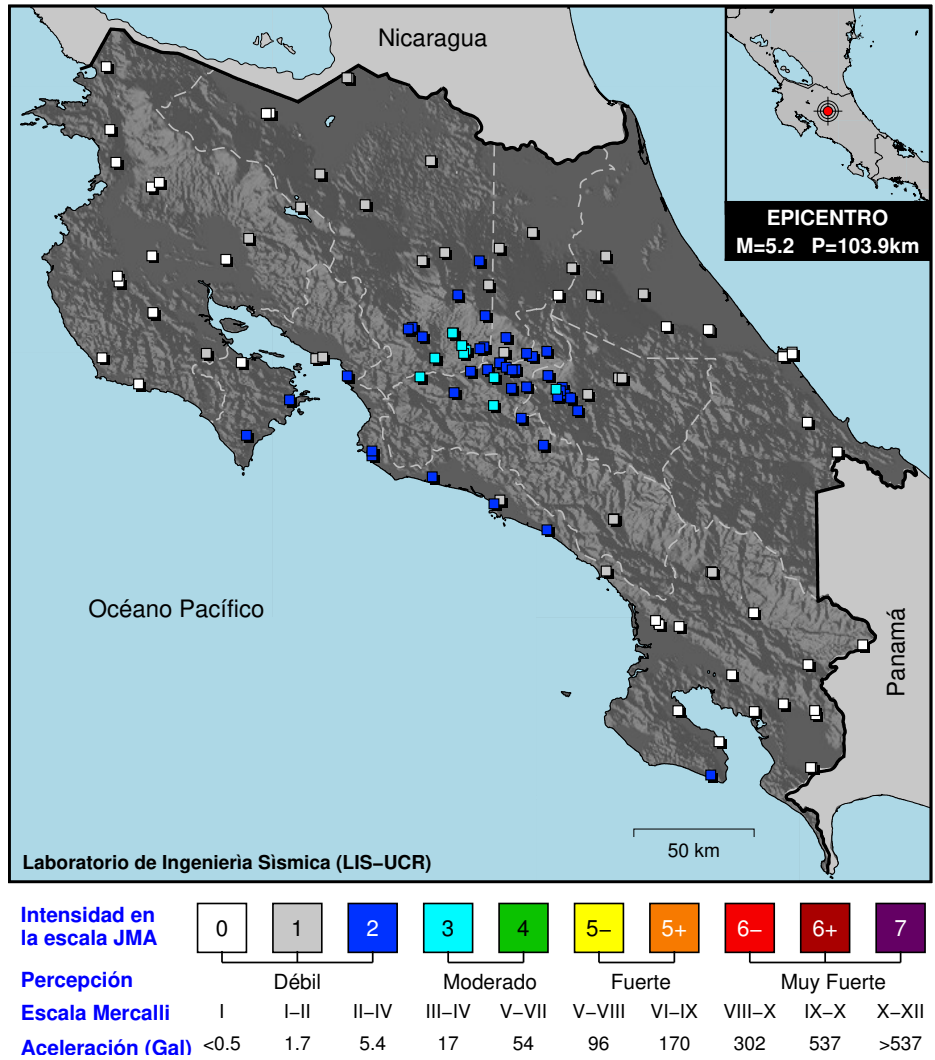 Nicaragua
EPICENTRO
M=5.2 P=103.9km
Océano Pacífico
Panamá
50 km
Laboratorio de Ingenierìa Sìsmica (LIS–UCR)
Intensidad en
la escala JMA
0 1 2 3 4 5– 5+ 6– 6+ 7
Percepción Débil Moderado Fuerte Muy Fuerte
Escala Mercalli I I–II II–IV III–IV V–VII V–VIII VI–IX VIII–X IX–X X–XII
Aceleración (Gal) <0.5 1.7 5.4 17 54 96 170 302 537 >537